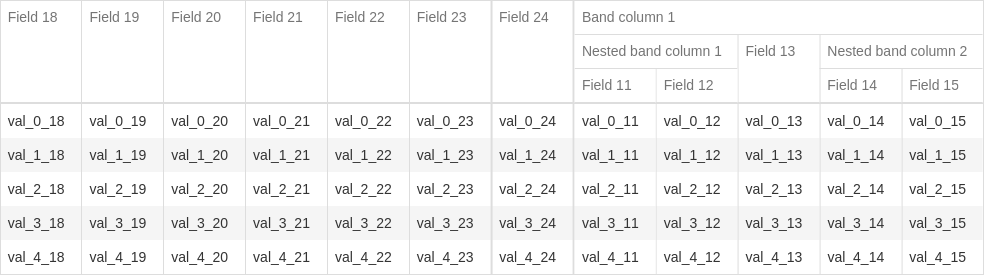 Field 18 Field 19 Field 20 Field 21 Field 22 Field 23 Field 24 Band column 1
Nested band column 1 Field 13 Nested band column 2
Field 11 Field 12 Field 14 Field 15
val_0_18 val_0_19 val_0_20 val_0_21 val_0_22 val_0_23 val_0_24 val_0_11 val_0_12 val_0_13 val_0_14 val_0_15
val_1_18 val_1_19 val_1_20 val_1_21 val_1_22 val_1_23 val_1_24 val_1_11 val_1_12 val_1_13 val_1_14 val_1_15
val_2_18 val_2_19 val_2_20 val_2_21 val_2_22 val_2_23 val_2_24 val_2_11 val_2_12 val_2_13 val_2_14 val_2_15
val_3_18 val_3_19 val_3_20 val_3_21 val_3_22 val_3_23 val_3_24 val_3_11 val_3_12 val_3_13 val_3_14 val_3_15
val_4_18 val_4_19 val_4_20 val_4_21 val_4_22 val_4_23 val_4_24 val_4_11 val_4_12 val_4_13 val_4_14 val_4_15